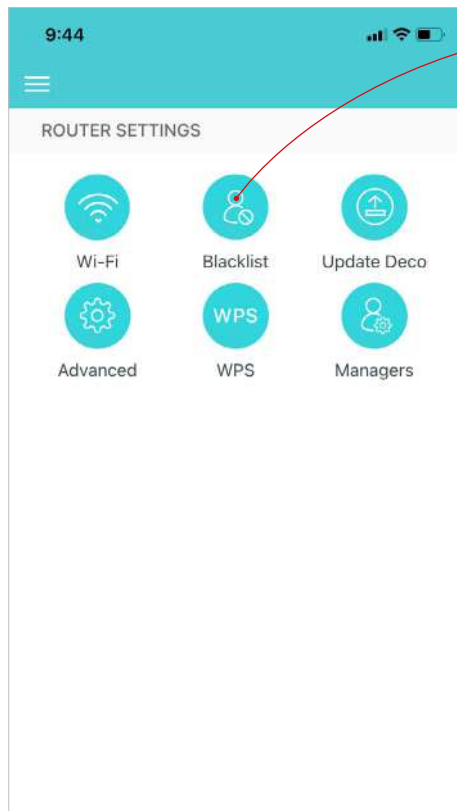 9:44
ROUTER SETTINGS
Wi-Fi Blacklist Update Deco
WPS
Advanced WPS Managers